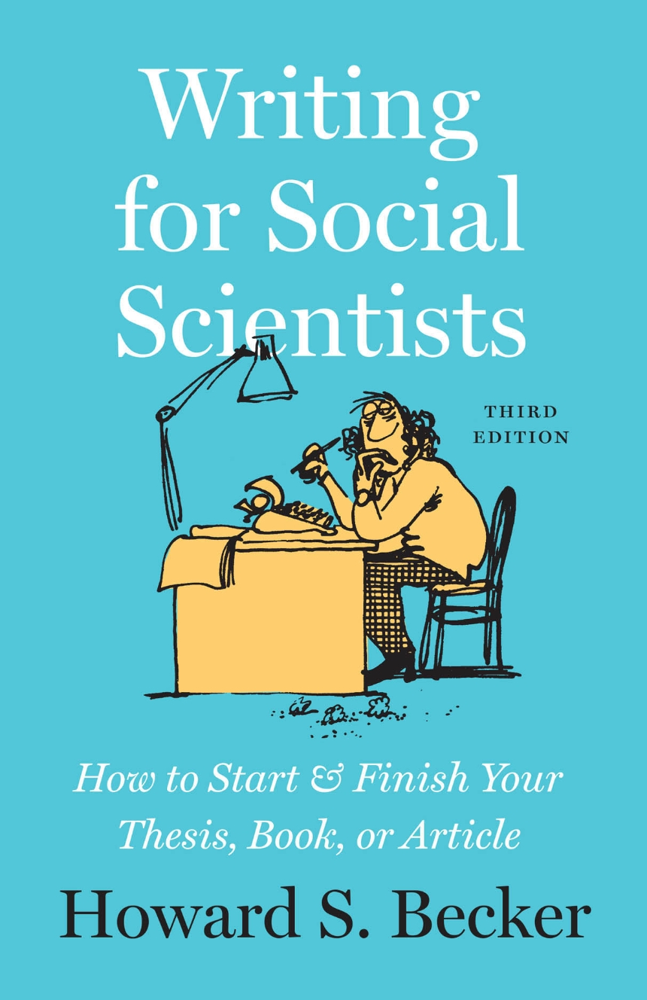 Writing
for Social
Scientists
THIRD
EDITION
How to Start & Finish Your
Thesis, Book, or Article
Howard S. Becker